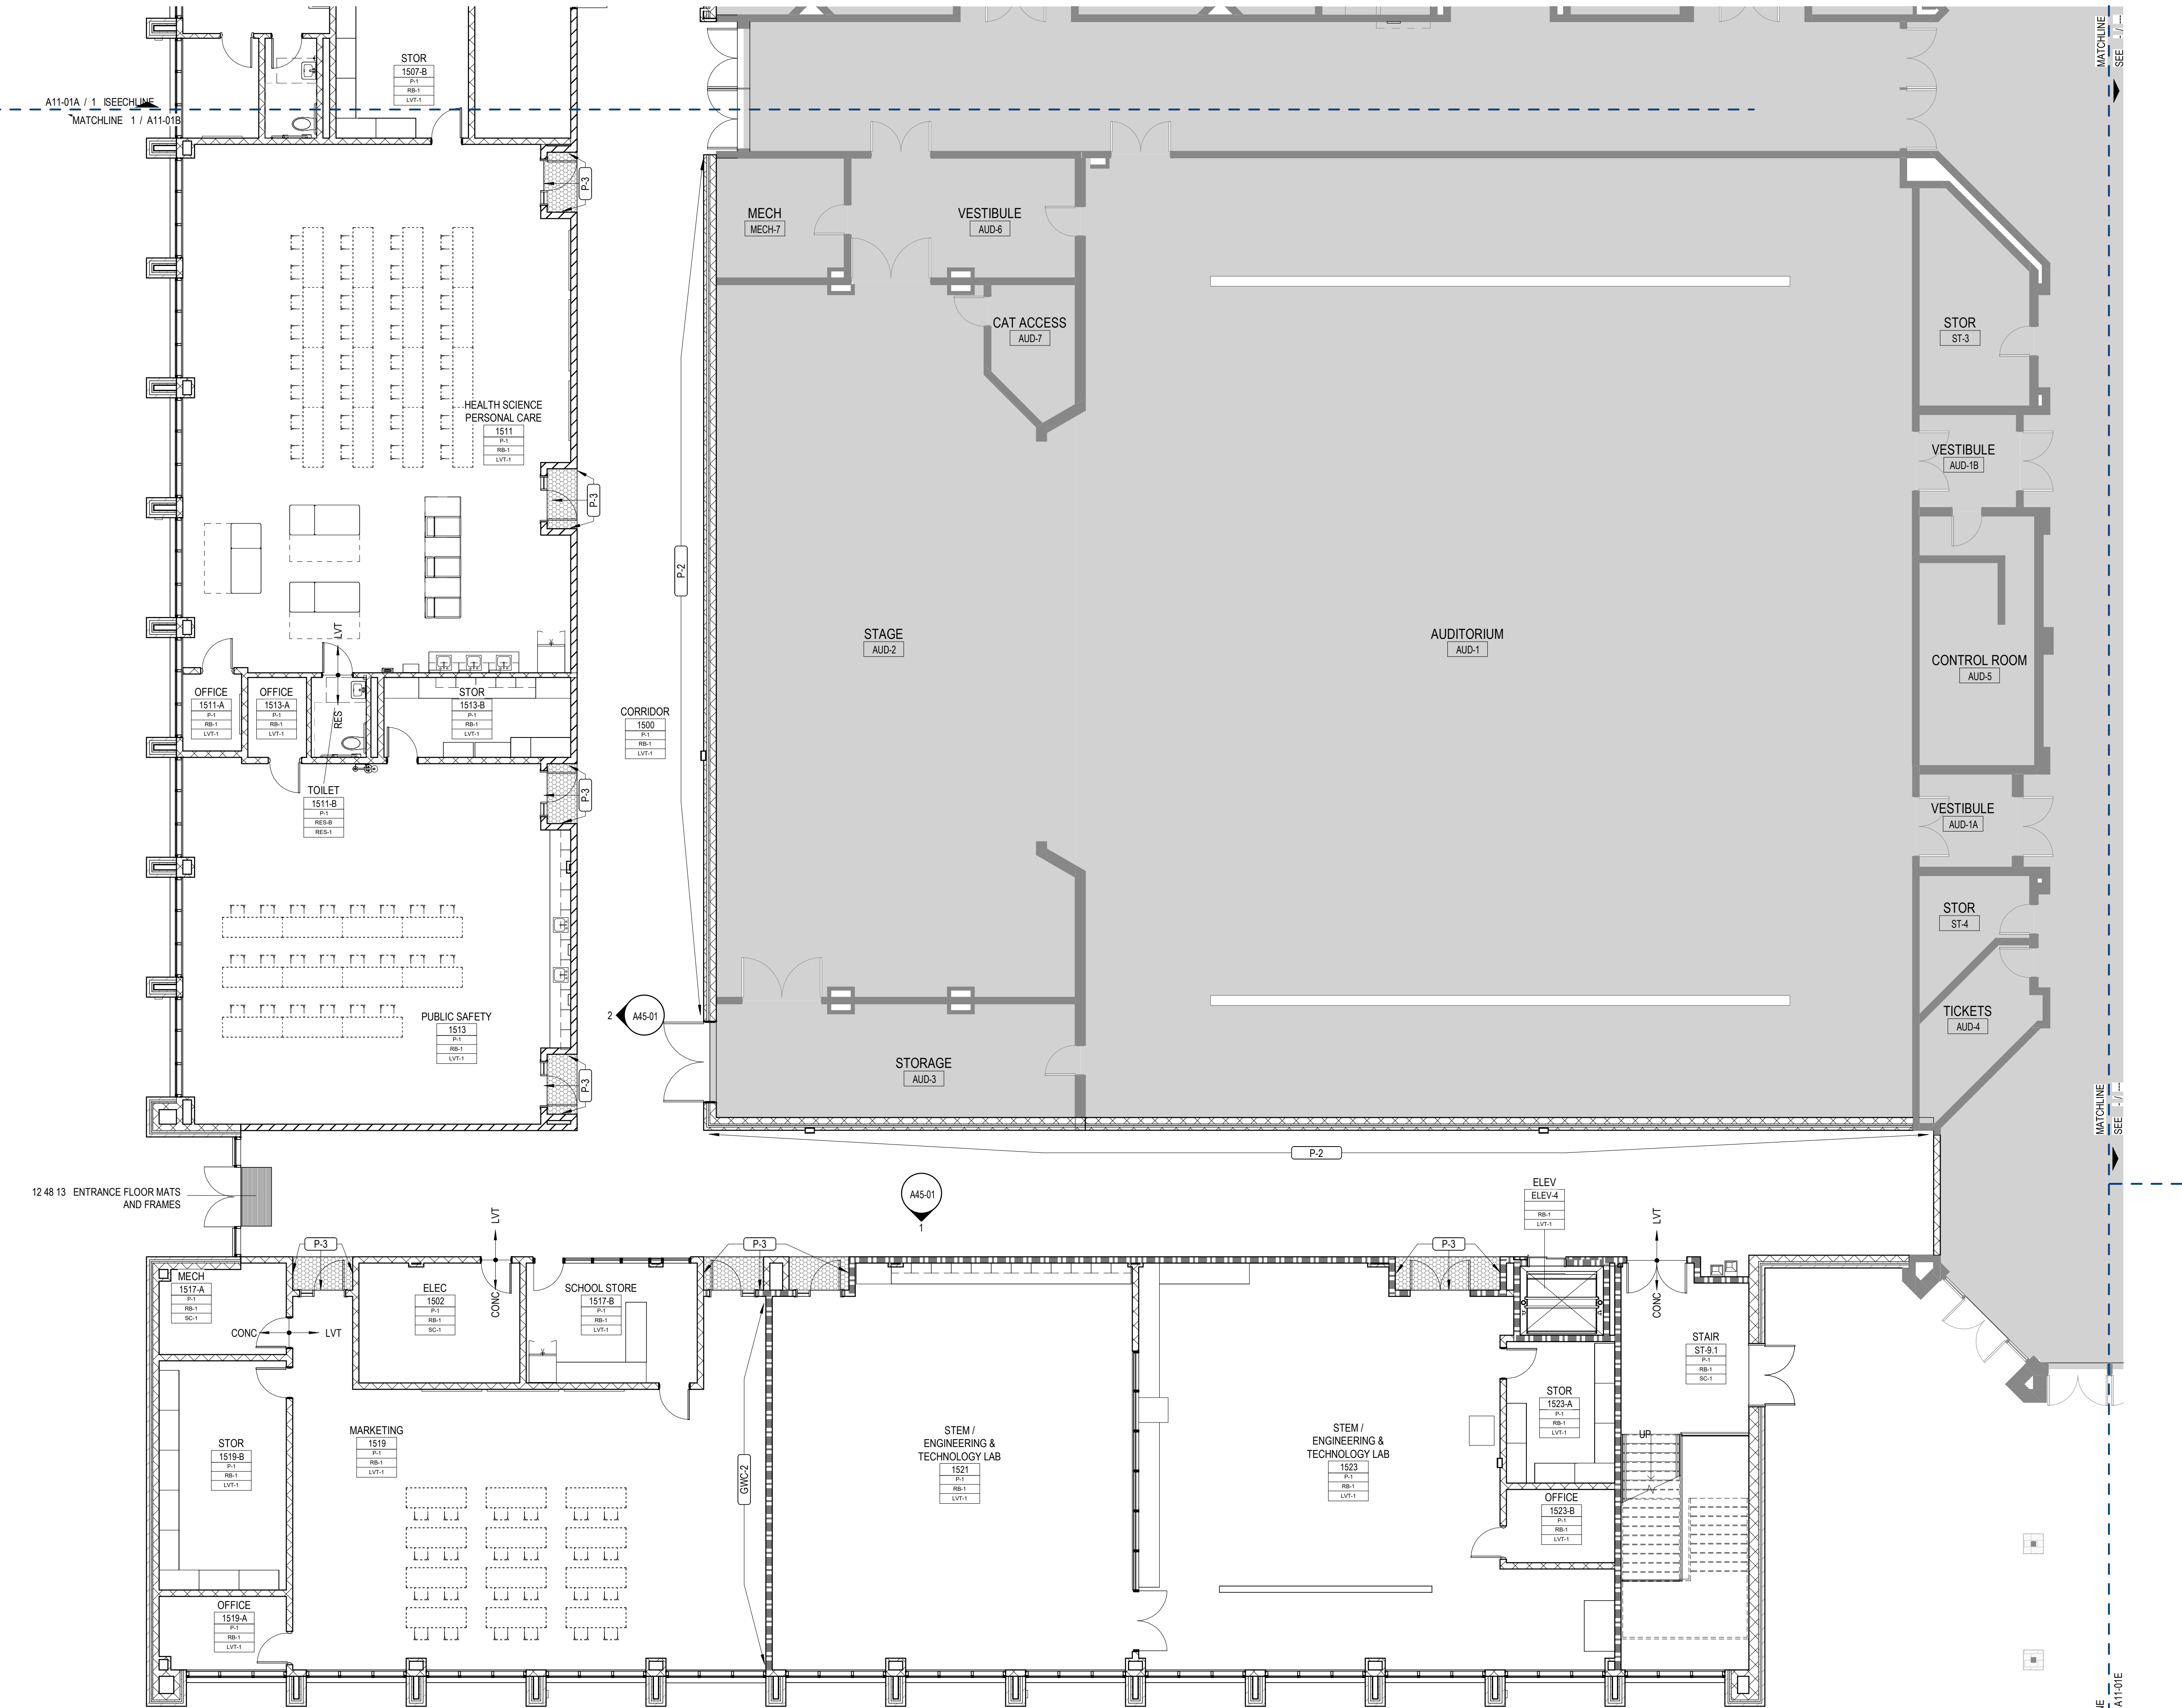 STOR
1507-B
P-1
RB-1
LVT-1
MATCHLINE
SEE - / ---
A11-01A / 1
MATCHLINE 1 / A11-01B
P-3
MECH
MECH-7
VESTIBULE
AUD-6
CAT ACCESS
AUD-7
STOR
ST-3
HEALTH SCIENCE
PERSONAL CARE
1511
P-1
RB-1
LVT-1
VESTIBULE
AUD-1B
P-3
P-2
STAGE
AUD-2
AUDITORIUM
AUD-1
CONTROL ROOM
AUD-5
LVT
RES
OFFICE
1511-A
P-1
RB-1
LVT-1
OFFICE
1513-A
P-1
RB-1
LVT-1
STOR
1513-B
P-1
RB-1
LVT-1
CORRIDOR
1500
P-1
RB-1
LVT-1
TOILET
1511-B
P-1
RES-B
RES-1
P-3
VESTIBULE
AUD-1A
STOR
ST-4
PUBLIC SAFETY
1513
P-1
RB-1
LVT-1
2
A45-01
TICKETS
AUD-4
STORAGE
AUD-3
P-3
MATCHLINE
SEE - / ---
P-2
12 48 13 ENTRANCE FLOOR MATS
AND FRAMES
A45-01
1
ELEV
ELEV-4
RB-1
LVT-1
LVT
LVT
P-3
P-3
P-3
MECH
1517-A
P-1
RB-1
SC-1
ELEC
1502
P-1
RB-1
SC-1
CONC
SCHOOL STORE
1517-B
P-1
RB-1
LVT-1
CONC
CONC
LVT
STAIR
ST-9.1
P-1
RB-1
SC-1
STOR
1523-A
P-1
RB-1
LVT-1
STOR
1519-B
P-1
RB-1
LVT-1
MARKETING
1519
P-1
RB-1
LVT-1
GWC-2
STEM /
ENGINEERING &
TECHNOLOGY LAB
1521
P-1
RB-1
LVT-1
STEM /
ENGINEERING &
TECHNOLOGY LAB
1523
P-1
RB-1
LVT-1
UP
OFFICE
1523-B
P-1
RB-1
LVT-1
OFFICE
1519-A
P-1
RB-1
LVT-1
A11-01E